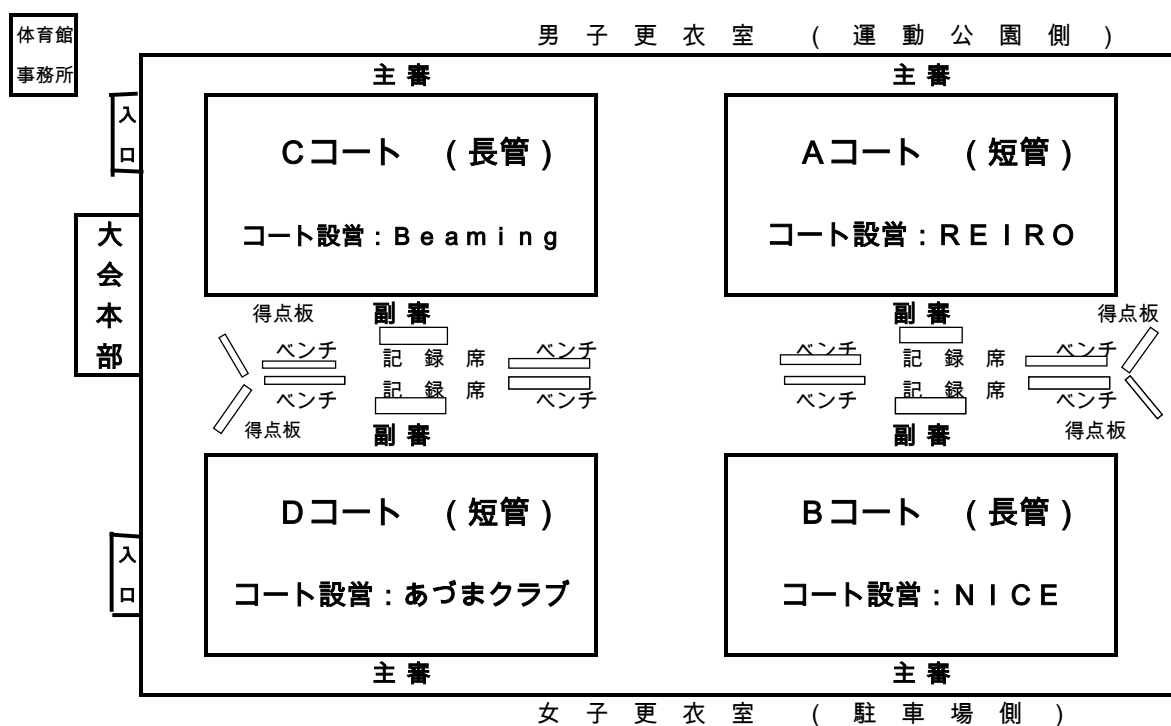 体育館
事務所
男子更衣室 (運動公園側)
主審
主審
入口
Cコート (長管)
Aコート (短管)
コート設営:Beaming
コート設営:REIRO
大会本部
得点板
副審
副審
得点板
ベンチ
記録席
ベンチ
ベンチ
記録席
ベンチ
ベンチ
記録席
ベンチ
ベンチ
記録席
ベンチ
得点板
副審
副審
得点板
Dコート (短管)
Bコート (長管)
入口
コート設営:あづまクラブ
コート設営:NICE
主審
主審
女子更衣室 (駐車場側)